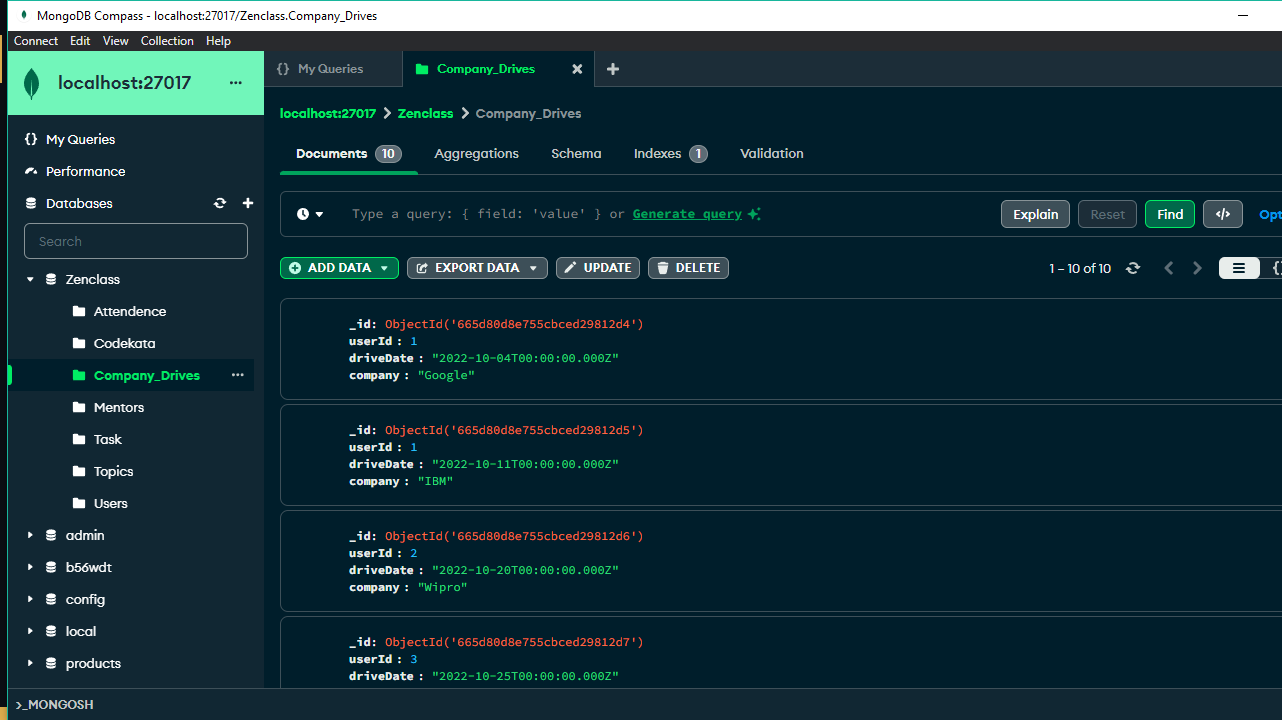 MongoDB Compass - localhost:27017/Zenclass.Company_Drives
Connect Edit View Collection Help
localhost:27017 ...
{} My Queries
Performance
Databases
Search
Zenclass
Attendence
Codekata
Company_Drives ...
Mentors
Task
Topics
Users
admin
b56wdt
config
local
products
{} My Queries
Company_Drives
localhost:27017 > Zenclass > Company_Drives
Documents 10 Aggregations Schema Indexes 1 Validation
Type a query: { field: 'value' } or Generate query
Explain Reset Find </>
ADD DATA EXPORT DATA UPDATE DELETE
1 – 10 of 10
_id: ObjectId('665d80d8e755cbced29812d4')
userId : 1
driveDate : "2022-10-04T00:00:00.000Z"
company : "Google"
_id: ObjectId('665d80d8e755cbced29812d5')
userId : 1
driveDate : "2022-10-11T00:00:00.000Z"
company : "IBM"
_id: ObjectId('665d80d8e755cbced29812d6')
userId : 2
driveDate : "2022-10-20T00:00:00.000Z"
company : "Wipro"
_id: ObjectId('665d80d8e755cbced29812d7')
userId : 3
driveDate : "2022-10-25T00:00:00.000Z"
>_MONGOSH